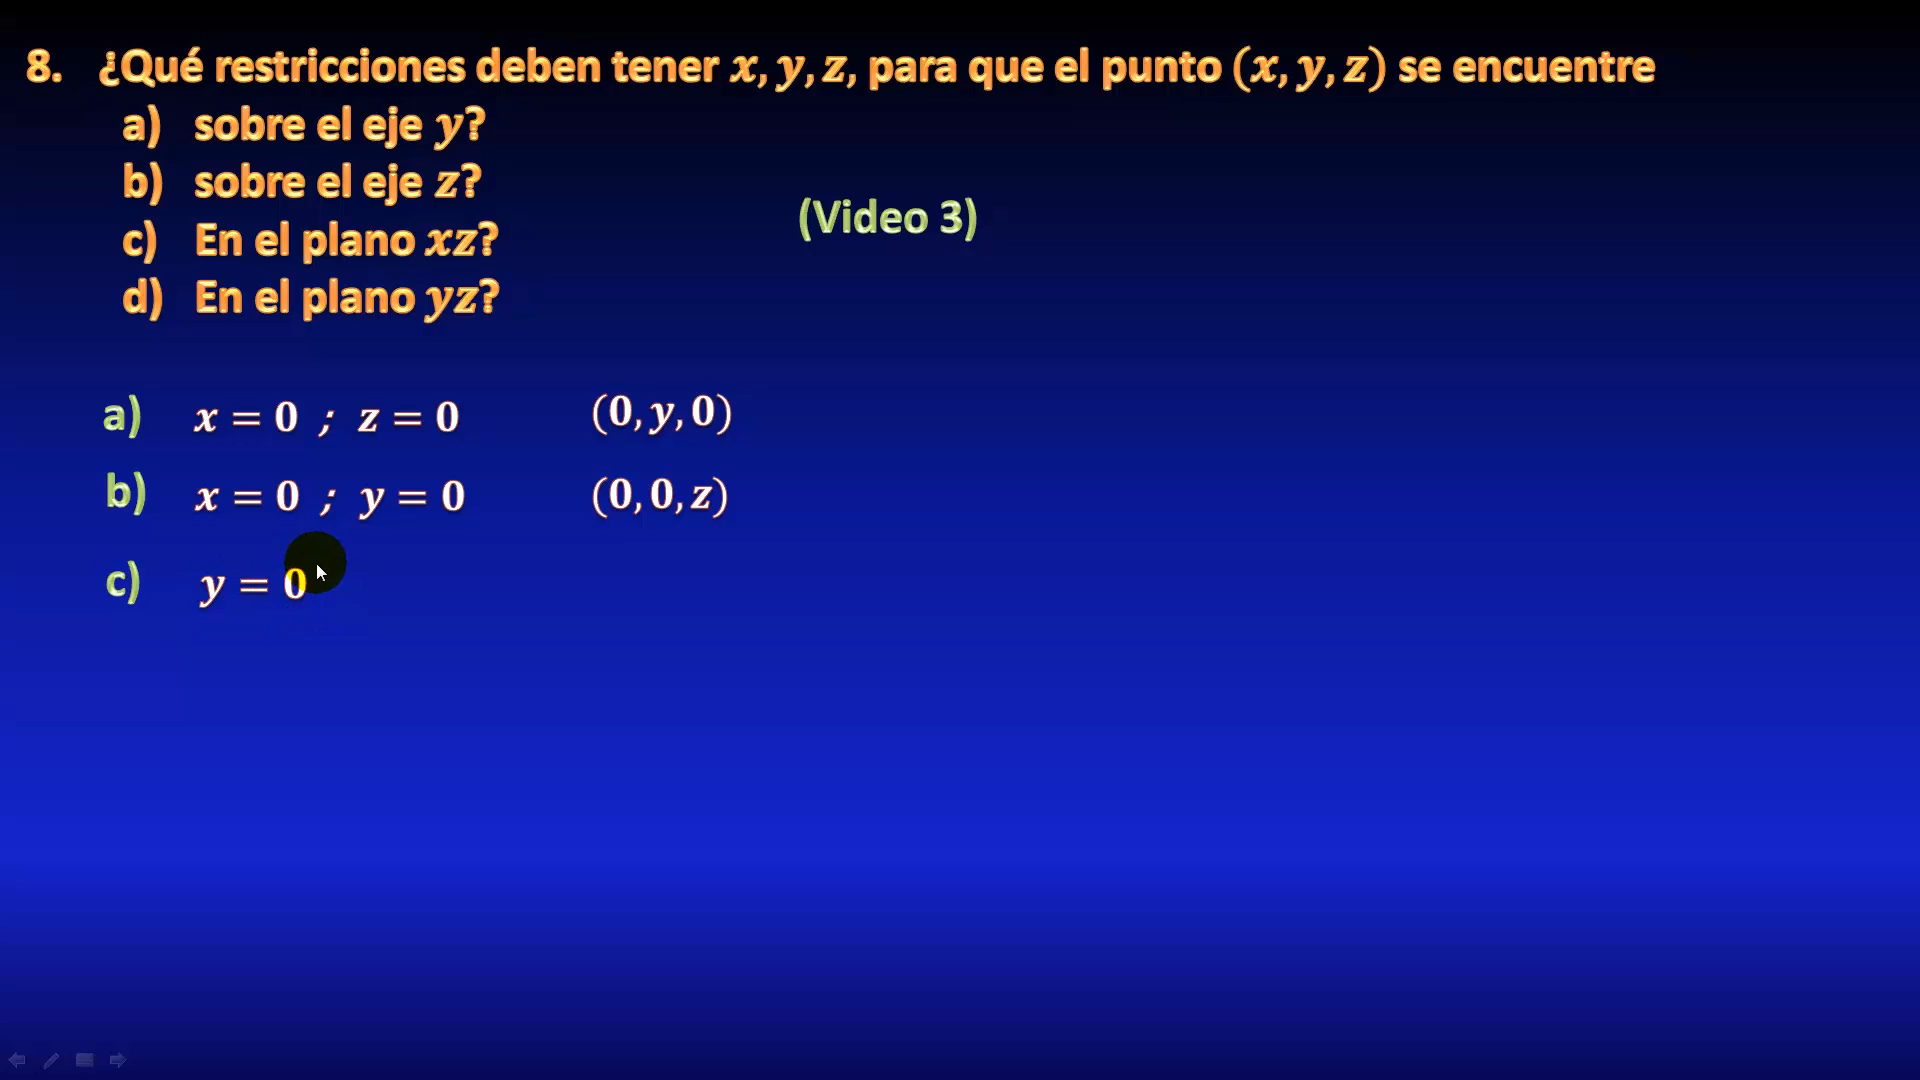 8. ¿Qué restricciones deben tener x, y, z, para que el punto (x, y, z) se encuentre
a) sobre el eje y?
b) sobre el eje z?
c) En el plano xz?
d) En el plano yz?
(Video 3)
a) x = 0 ; z = 0 (0, y, 0)
b) x = 0 ; y = 0 (0, 0, z)
c) y = 0